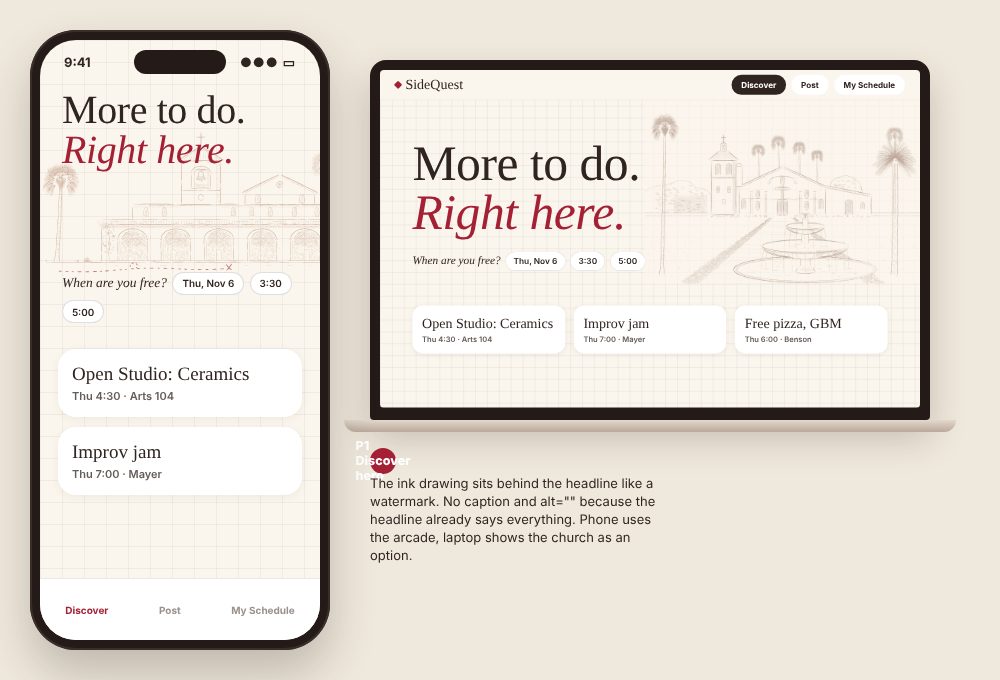 9:41
More to do.
Right here.
When are you free? Thu, Nov 6 3:30
5:00
Open Studio: Ceramics
Thu 4:30 · Arts 104
Improv jam
Thu 7:00 · Mayer
Discover Post My Schedule
SideQuest Discover Post My Schedule
More to do.
Right here.
When are you free? Thu, Nov 6 3:30 5:00
Open Studio: Ceramics
Thu 4:30 · Arts 104
Improv jam
Thu 7:00 · Mayer
Free pizza, GBM
Thu 6:00 · Benson
P1
Discover
The ink drawing sits behind the headline like a
watermark. No caption and alt="" because the
headline already says everything. Phone uses
the arcade, laptop shows the church as an
option.